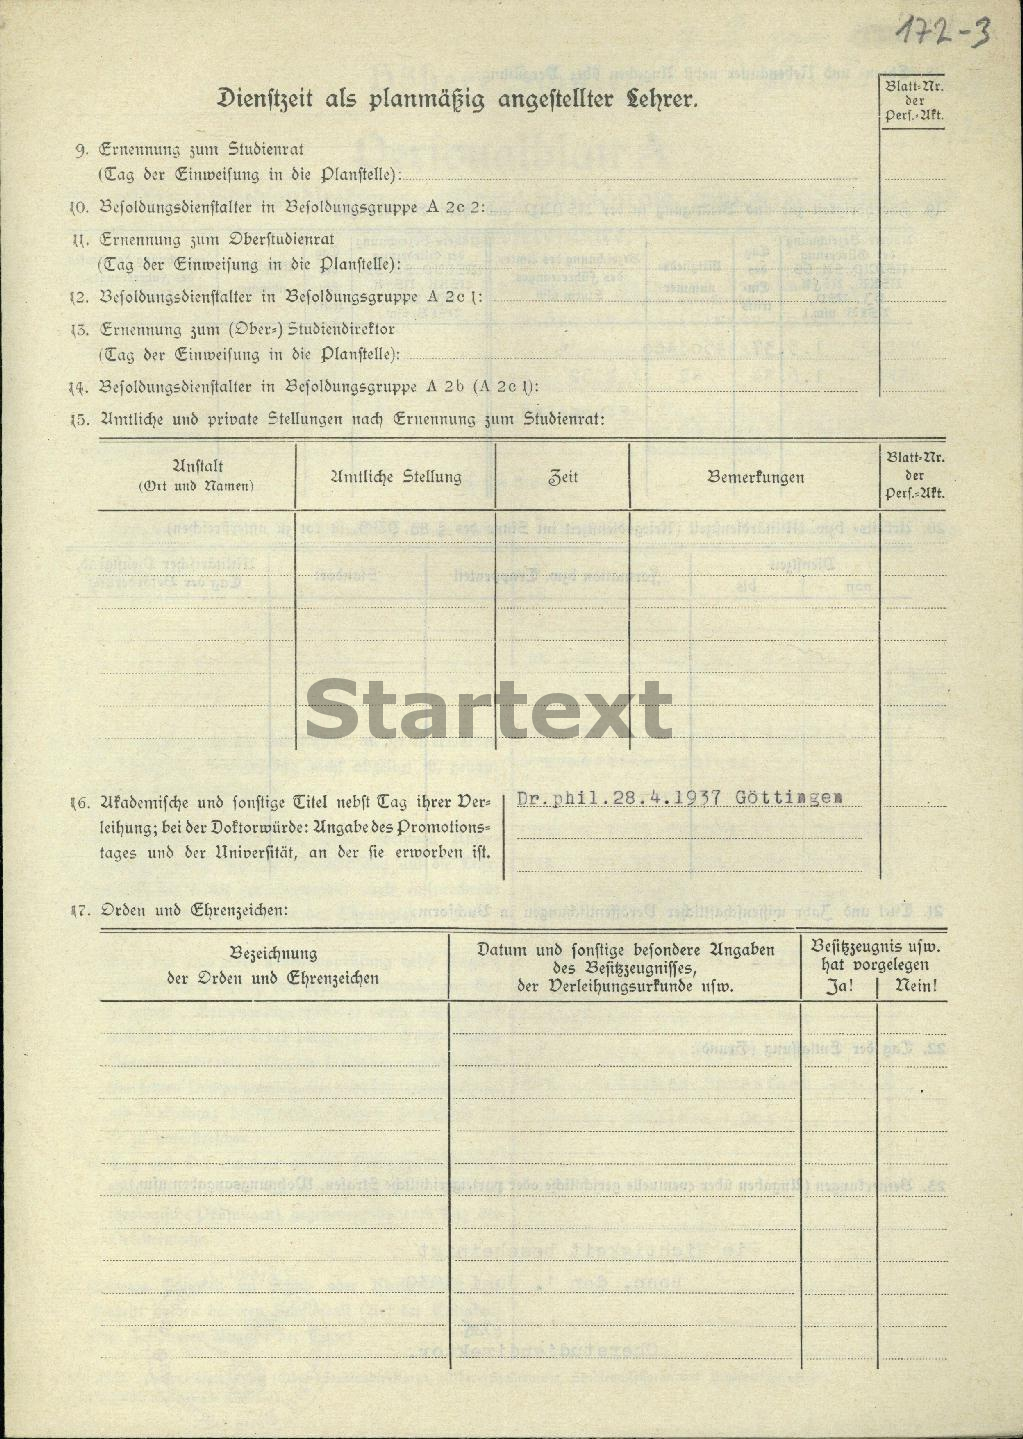 172-3
Dienstzeit als planmäßig angestellter Lehrer.
Blatt-Nr.
der
Pers.-Akt.
9. Ernennung zum Studienrat
(Tag der Einweisung in die Planstelle):
10. Besoldungsdienstalter in Besoldungsgruppe A 2c 2:
11. Ernennung zum Oberstudienrat
(Tag der Einweisung in die Planstelle):
12. Besoldungsdienstalter in Besoldungsgruppe A 2c 1:
13. Ernennung zum (Ober-) Studiendirektor
(Tag der Einweisung in die Planstelle):
14. Besoldungsdienstalter in Besoldungsgruppe A 2b (A 2c 1):
15. Amtliche und private Stellungen nach Ernennung zum Studienrat:
Anstalt
(Ort und Namen)
Amtliche Stellung
Zeit
Bemerkungen
Blatt-Nr.
der
Pers.-Akt.
Startext
16. Akademische und sonstige Titel nebst Tag ihrer Ver-
leihung; bei der Doktorwürde: Angabe des Promotions-
tages und der Universität, an der sie erworben ist.
Dr.phil.28.4.1937 Göttingen
17. Orden und Ehrenzeichen:
Bezeichnung
der Orden und Ehrenzeichen
Datum und sonstige besondere Angaben
des Besitzzeugnisses,
der Verleihungsurkunde usw.
Besitzzeugnis usw.
hat vorgelegen
Ja! Nein!